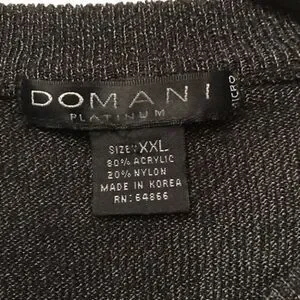 DOMANI
PLATINUM
MICRO
SIZE: XXL
80% ACRYLIC
20% NYLON
MADE IN KOREA
RN: 64866